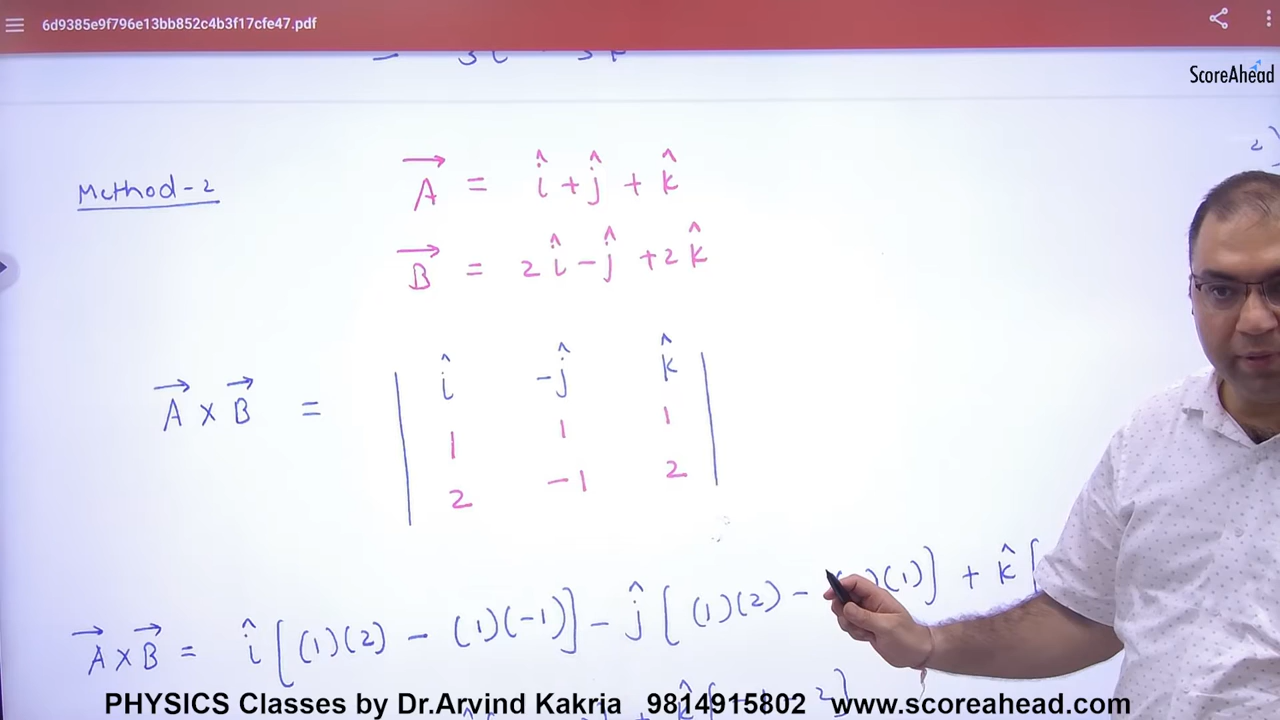 6d9385e9f796e13bb852c4b3f17cfe47.pdf
ScoreAhead
Method-2
A⃗ = î + ĵ + k̂
B⃗ = 2î - ĵ + 2k̂
A⃗ × B⃗ = | î -ĵ k̂ |
1 1 1
2 -1 2
A⃗×B⃗ = î [(1)(2) - (1)(-1)] - ĵ [(1)(2) - )(1)] + k̂ [
PHYSICS Classes by Dr.Arvind Kakria 9814915802 www.scoreahead.com